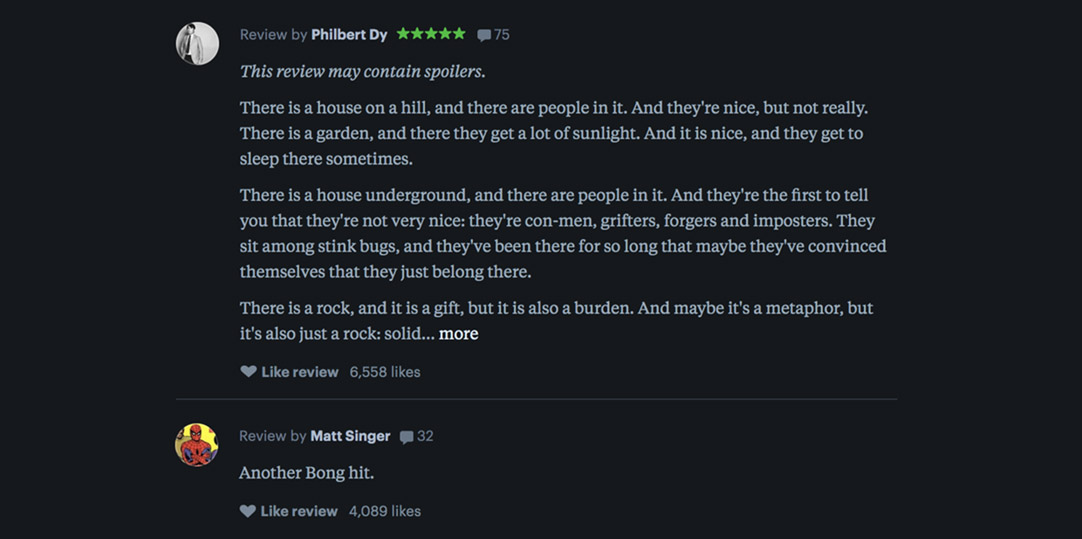 Review by Philbert Dy ★★★★★ 75
This review may contain spoilers.
There is a house on a hill, and there are people in it. And they're nice, but not really.
There is a garden, and there they get a lot of sunlight. And it is nice, and they get to
sleep there sometimes.
There is a house underground, and there are people in it. And they're the first to tell
you that they're not very nice: they're con-men, grifters, forgers and imposters. They
sit among stink bugs, and they've been there for so long that maybe they've convinced
themselves that they just belong there.
There is a rock, and it is a gift, but it is also a burden. And maybe it's a metaphor, but
it's also just a rock: solid... more
Like review 6,558 likes
Review by Matt Singer 32
Another Bong hit.
Like review 4,089 likes